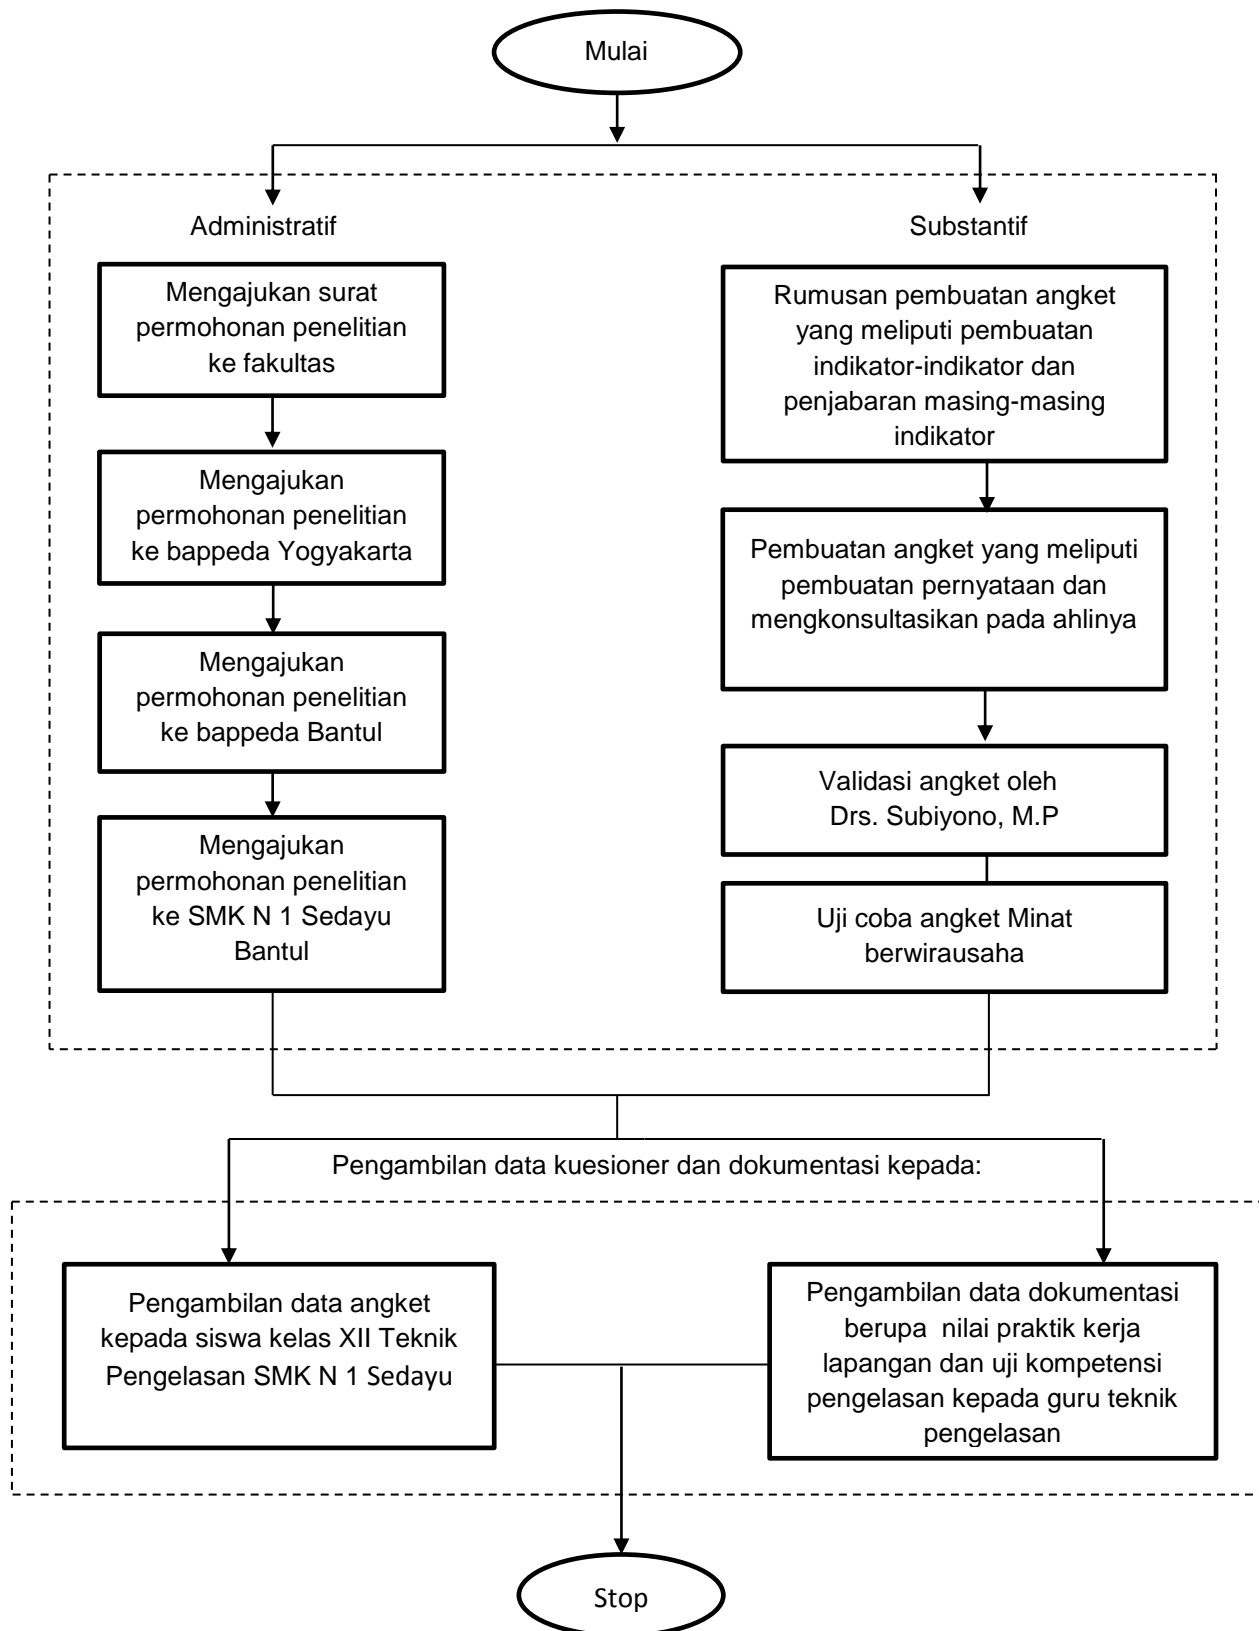 Mulai
Administratif
Mengajukan surat
permohonan penelitian
ke fakultas
Mengajukan
permohonan penelitian
ke bappeda Yogyakarta
Mengajukan
permohonan penelitian
ke bappeda Bantul
Mengajukan
permohonan penelitian
ke SMK N 1 Sedayu
Bantul
Substantif
Rumusan pembuatan angket
yang meliputi pembuatan
indikator-indikator dan
penjabaran masing-masing
indikator
Pembuatan angket yang meliputi
pembuatan pernyataan dan
mengkonsultasikan pada ahlinya
Validasi angket oleh
Drs. Subiyono, M.P
Uji coba angket Minat
berwirausaha
Pengambilan data kuesioner dan dokumentasi kepada:
Pengambilan data angket
kepada siswa kelas XII Teknik
Pengelasan SMK N 1 Sedayu
Pengambilan data dokumentasi
berupa  nilai praktik kerja
lapangan dan uji kompetensi
pengelasan kepada guru teknik
pengelasan
Stop